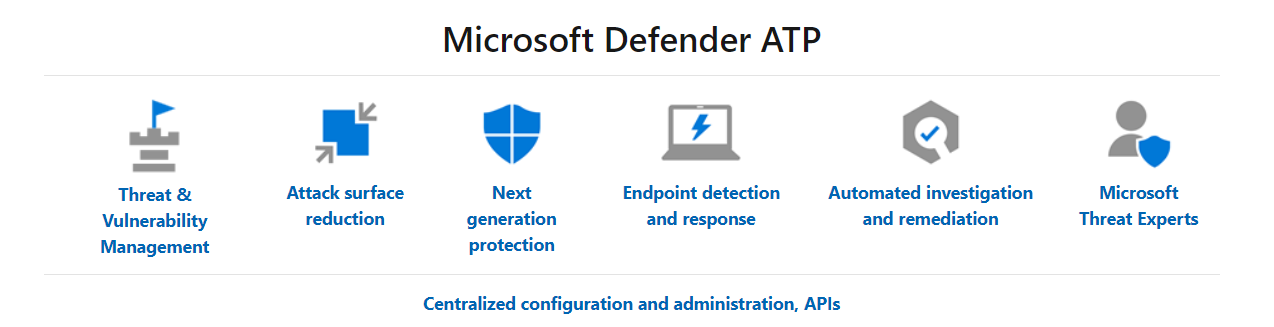 Microsoft Defender ATP
Threat &
Vulnerability
Management
Attack surface
reduction
Next
generation
protection
Endpoint detection
and response
Automated investigation
and remediation
Microsoft
Threat Experts
Centralized configuration and administration, APIs